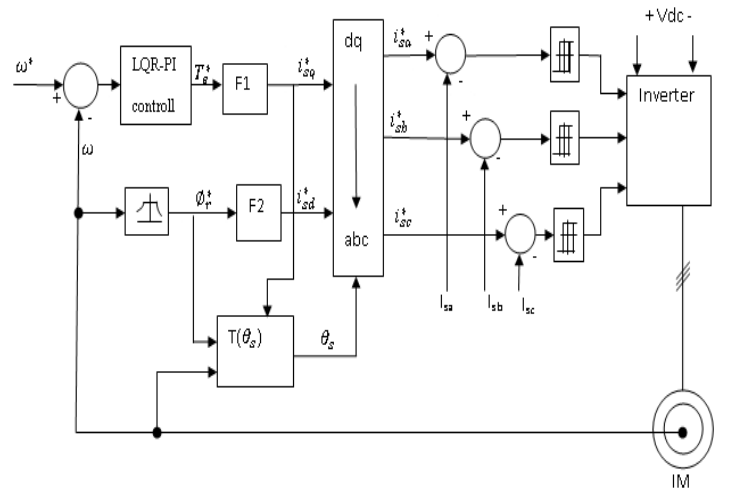 + Vdc -
ω*
+
-
ω
LQR-PI
controll
T*e
F1
i*sq
dq
abc
i*sa
+
-
i*sb
+
-
i*sc
+
-
Inverter
Ø*r
F2
i*sd
T(θs)
θs
Isa
Isb
Isc
IM